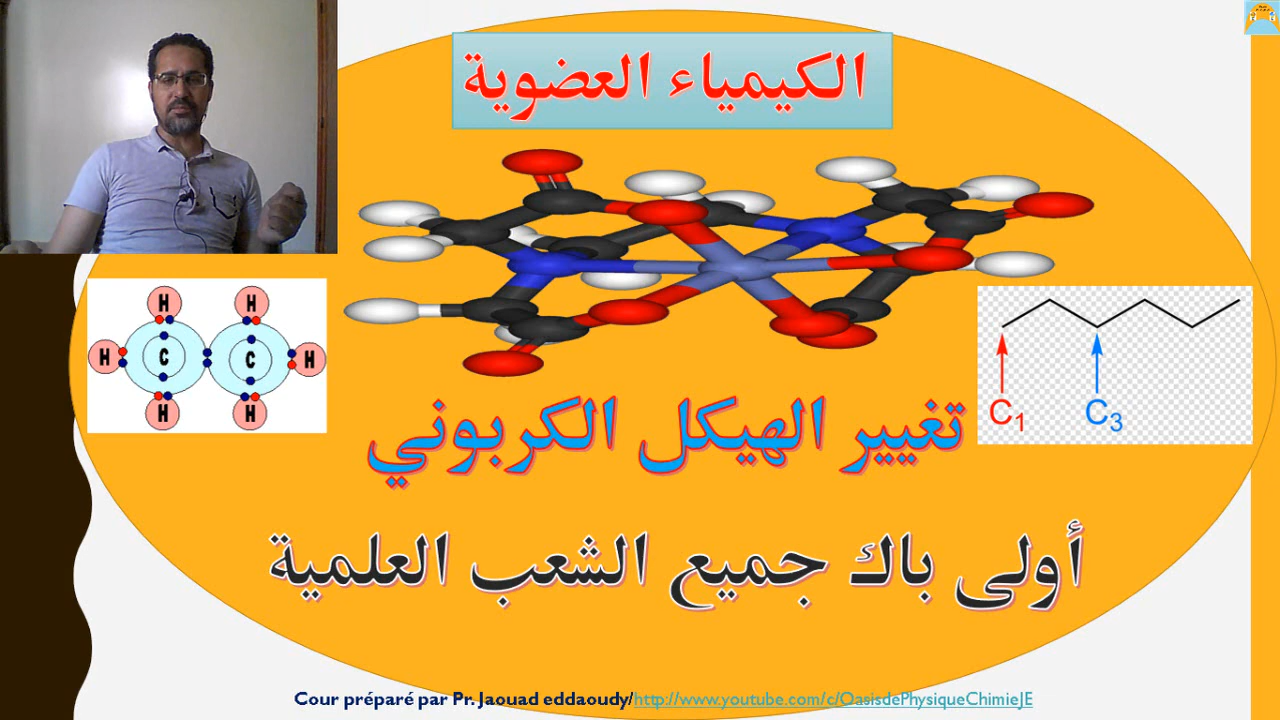 الكيمياء العضوية
H H
H C C H
H H
C1 C3
تغيير الهيكل الكربوني
أولى باك جميع الشعب العلمية
Cour préparé par Pr. Jaouad eddaoudy/http://www.youtube.com/c/OasisdePhysiqueChimieJE